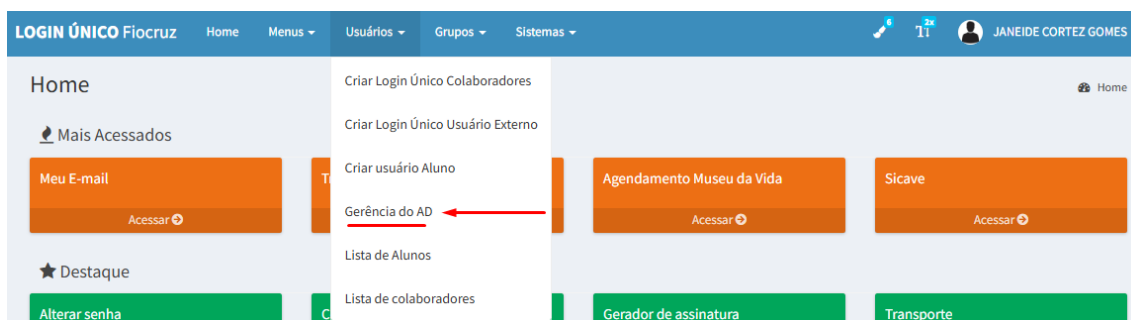 LOGIN ÚNICO Fiocruz Home Menus Usuários Grupos Sistemas 6 2x JANEIDE CORTEZ GOMES
Home
Home
Criar Login Único Colaboradores
Criar Login Único Usuário Externo
Criar usuário Aluno
Gerência do AD
Lista de Alunos
Lista de colaboradores
Mais Acessados
Meu E-mail
Acessar
Agendamento Museu da Vida
Acessar
Sicave
Acessar
Destaque
Alterar senha
Gerador de assinatura
Transporte